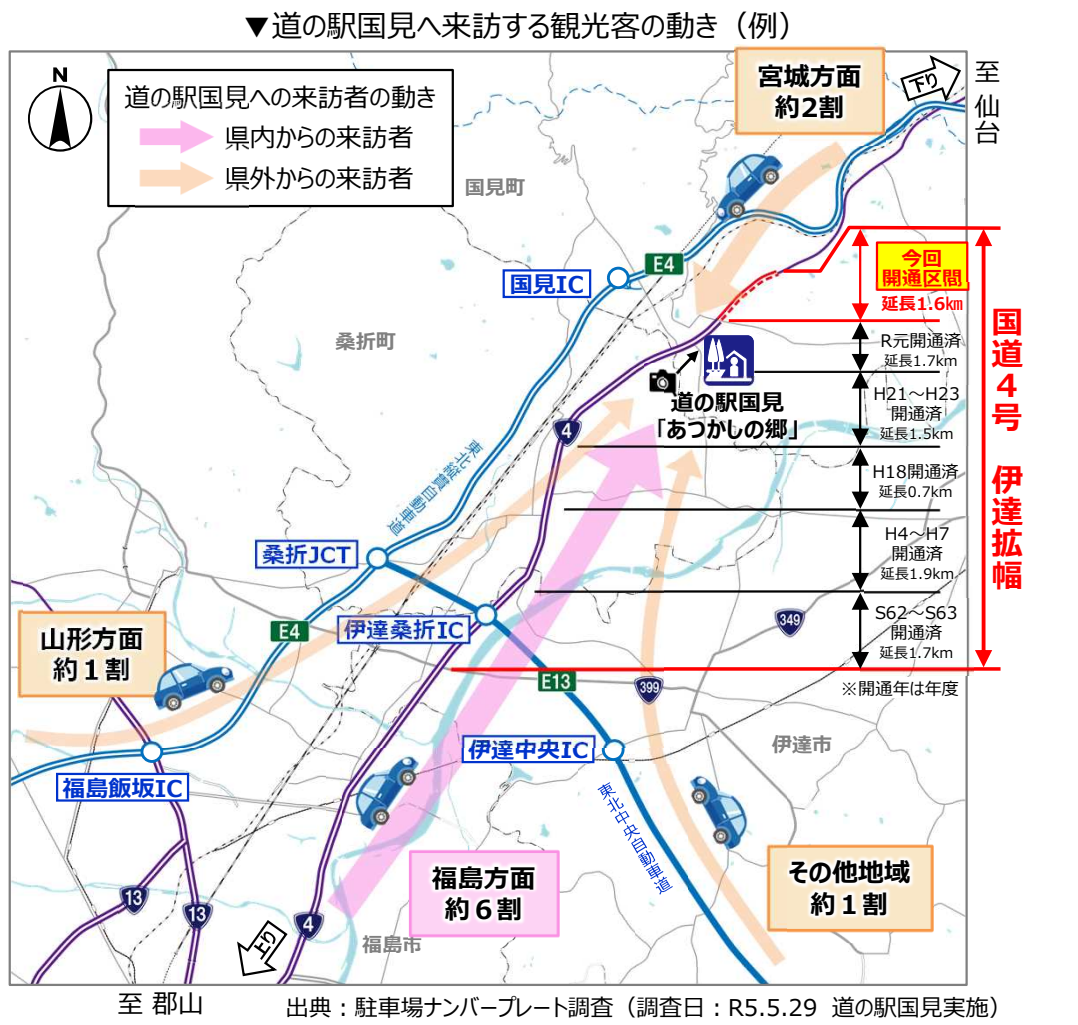 ▼道の駅国見へ来訪する観光客の動き（例）
N
道の駅国見への来訪者の動き
県内からの来訪者
県外からの来訪者
宮城方面
約2割
下り
至 仙台
国見町
E4
国見IC
今回
開通区間
延長1.6㎞
桑折町
R元開通済
延長1.7km
道の駅国見
「あつかしの郷」
H21～H23
開通済
延長1.5km
4
東北縦貫自動車道
H18開通済
延長0.7km
国道4号 伊達拡幅
桑折JCT
H4～H7
開通済
延長1.9km
E4
伊達桑折IC
349
S62～S63
開通済
延長1.7km
山形方面
約１割
E13
399
※開通年は年度
伊達中央IC
伊達市
福島飯坂IC
東北中央自動車道
福島方面
約６割
その他地域
約１割
13
13
4
上り
福島市
至 郡山
出典：駐車場ナンバープレート調査（調査日：R5.5.29 道の駅国見実施）